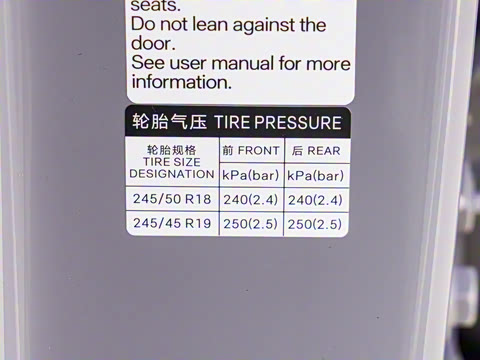 seats.
Do not lean against the
door.
See user manual for more
information.
轮胎气压 TIRE PRESSURE
轮胎规格
TIRE SIZE
DESIGNATION
前 FRONT
后 REAR
kPa(bar)
kPa(bar)
245/50 R18
240(2.4)
240(2.4)
245/45 R19
250(2.5)
250(2.5)